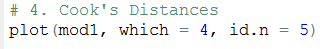 # 4. Cook's Distances
plot(mod1, which = 4, id.n = 5)